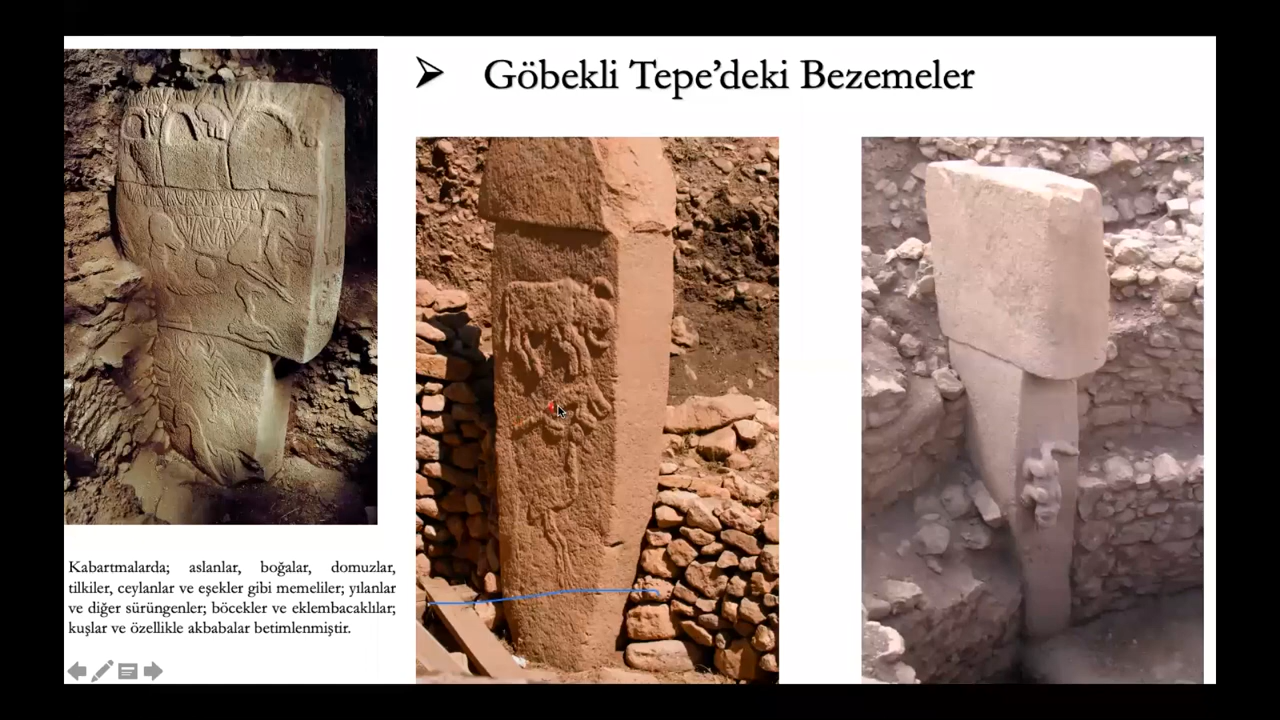 Göbekli Tepe’deki Bezemeler
Kabartmalarda; aslanlar, boğalar, domuzlar,
tilkiler, ceylanlar ve eşekler gibi memeliler; yılanlar
ve diğer sürüngenler; böcekler ve eklembacaklılar;
kuşlar ve özellikle akbabalar betimlenmiştir.